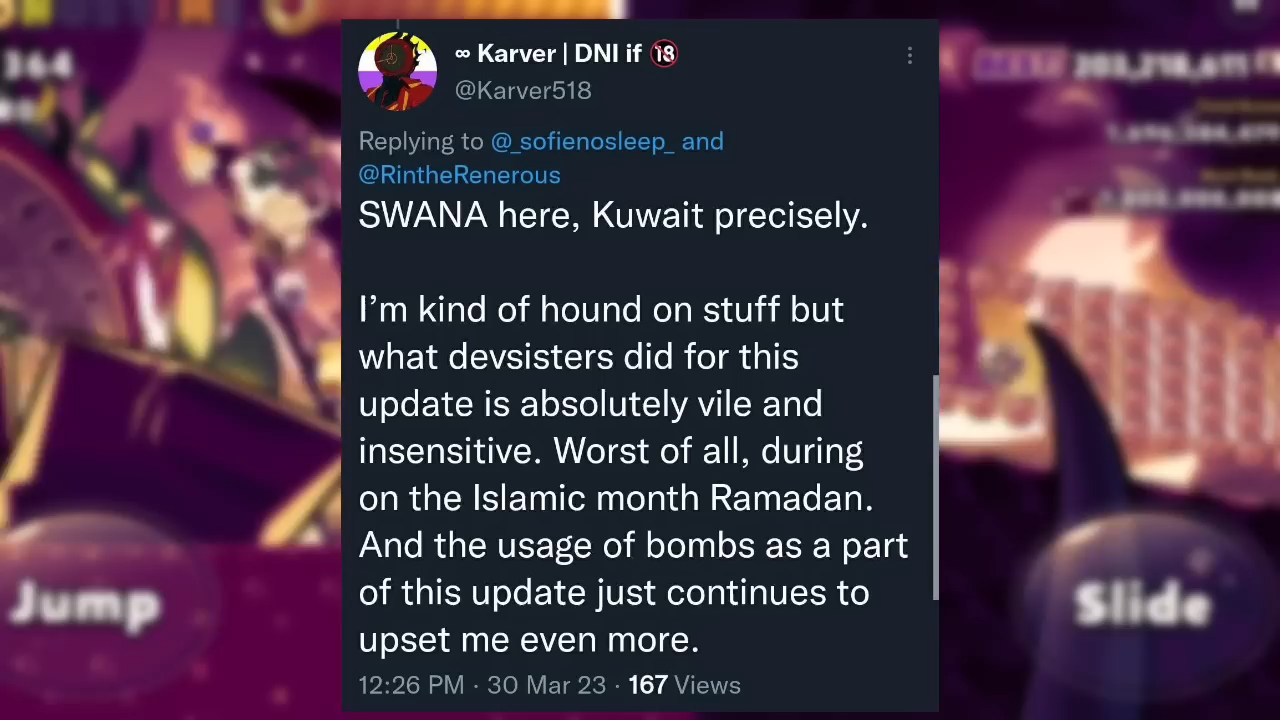 ∞ Karver | DNI if 🔞
@Karver518
Replying to @_sofienosleep_ and
@RintheRenerous
SWANA here, Kuwait precisely.
I’m kind of hound on stuff but
what devsisters did for this
update is absolutely vile and
insensitive. Worst of all, during
on the Islamic month Ramadan.
And the usage of bombs as a part
of this update just continues to
upset me even more.
12:26 PM · 30 Mar 23 · 167 Views
364
Jump
Slide